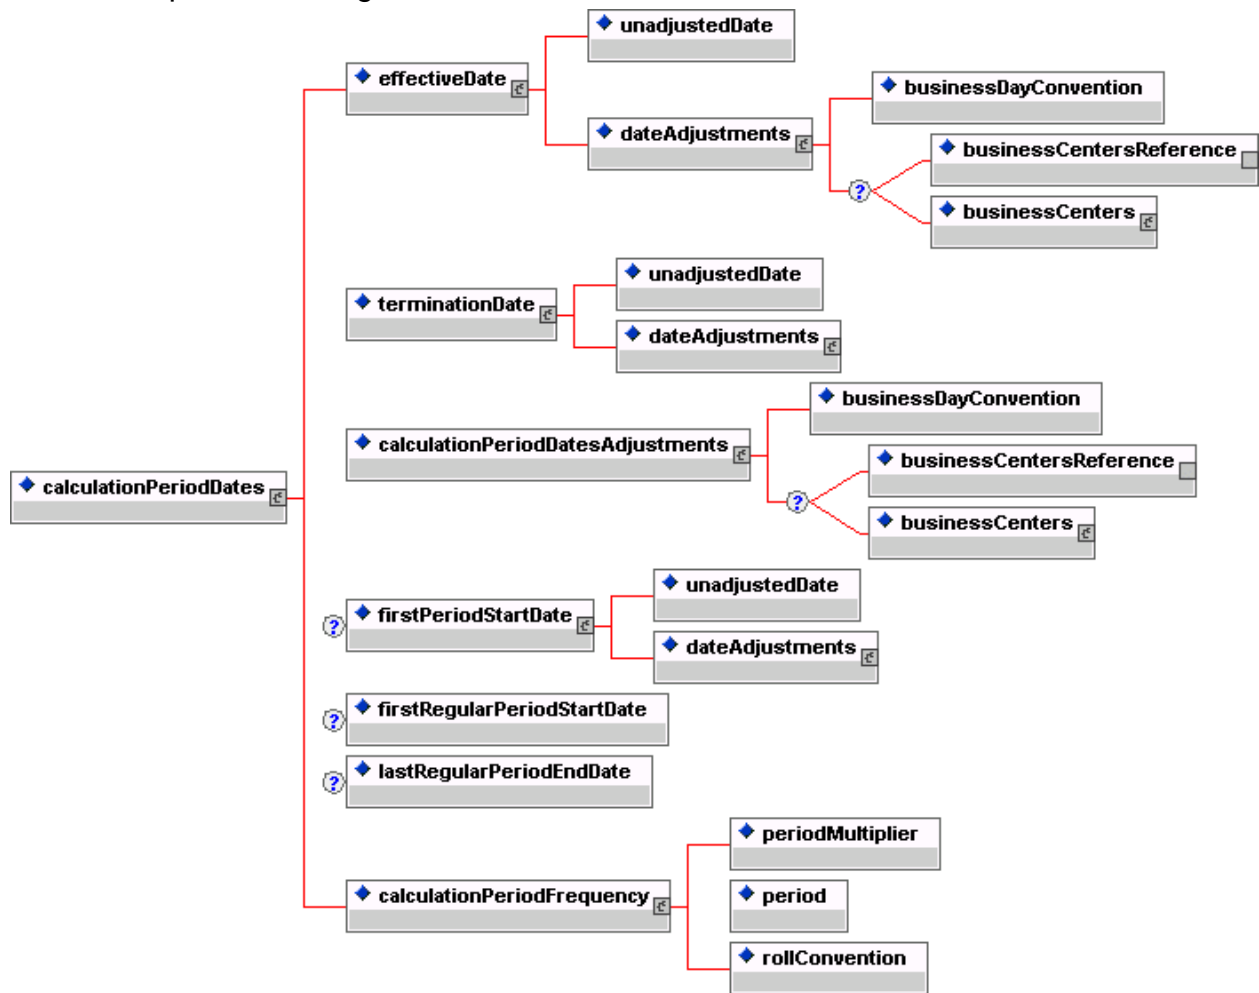 unadjustedDate
effectiveDate
businessDayConvention
dateAdjustments
businessCentersReference
?
businessCenters
unadjustedDate
terminationDate
dateAdjustments
businessDayConvention
calculationPeriodDatesAdjustments
businessCentersReference
calculationPeriodDates
?
businessCenters
unadjustedDate
? firstPeriodStartDate
dateAdjustments
? firstRegularPeriodStartDate
? lastRegularPeriodEndDate
periodMultiplier
calculationPeriodFrequency
period
rollConvention